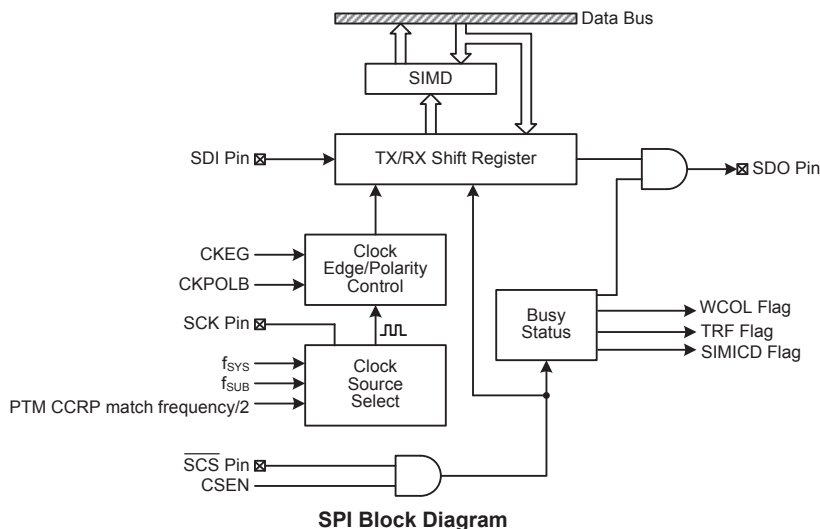 Data Bus
SIMD
SDI Pin
TX/RX Shift Register
SDO Pin
CKEG
CKPOLB
Clock
Edge/Polarity
Control
SCK Pin
Busy
Status
WCOL Flag
TRF Flag
SIMICD Flag
fSYS
fSUB
PTM CCRP match frequency/2
Clock
Source
Select
SCS Pin
CSEN
SPI Block Diagram